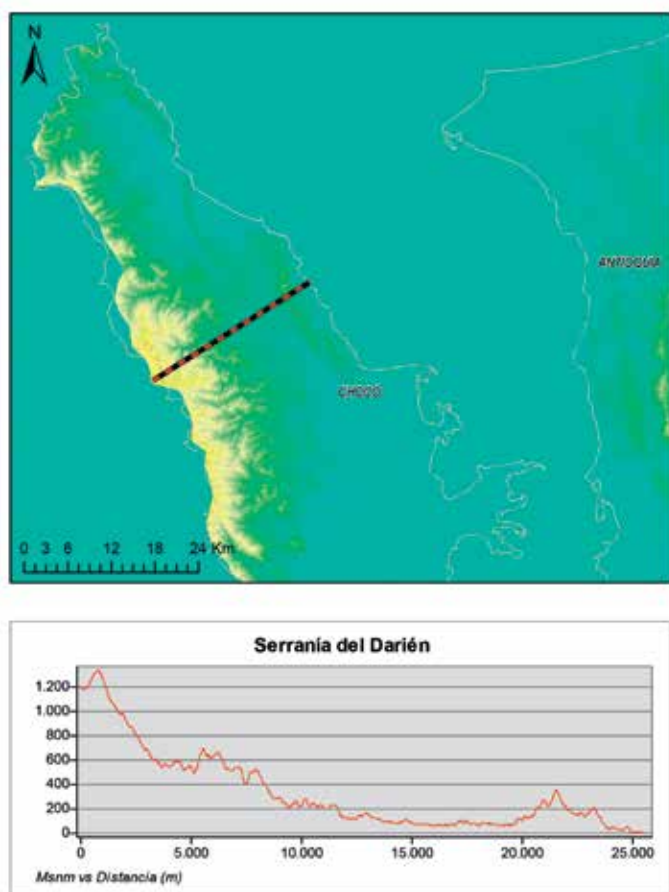 N
ANTIOQUIA
CHOCO
0 3 6 12 18 24 Km
Serranía del Darién
1.200
1.000
800
600
400
200
0
0 5.000 10.000 15.000 20.000 25.000
Msnm vs Distancia (m)